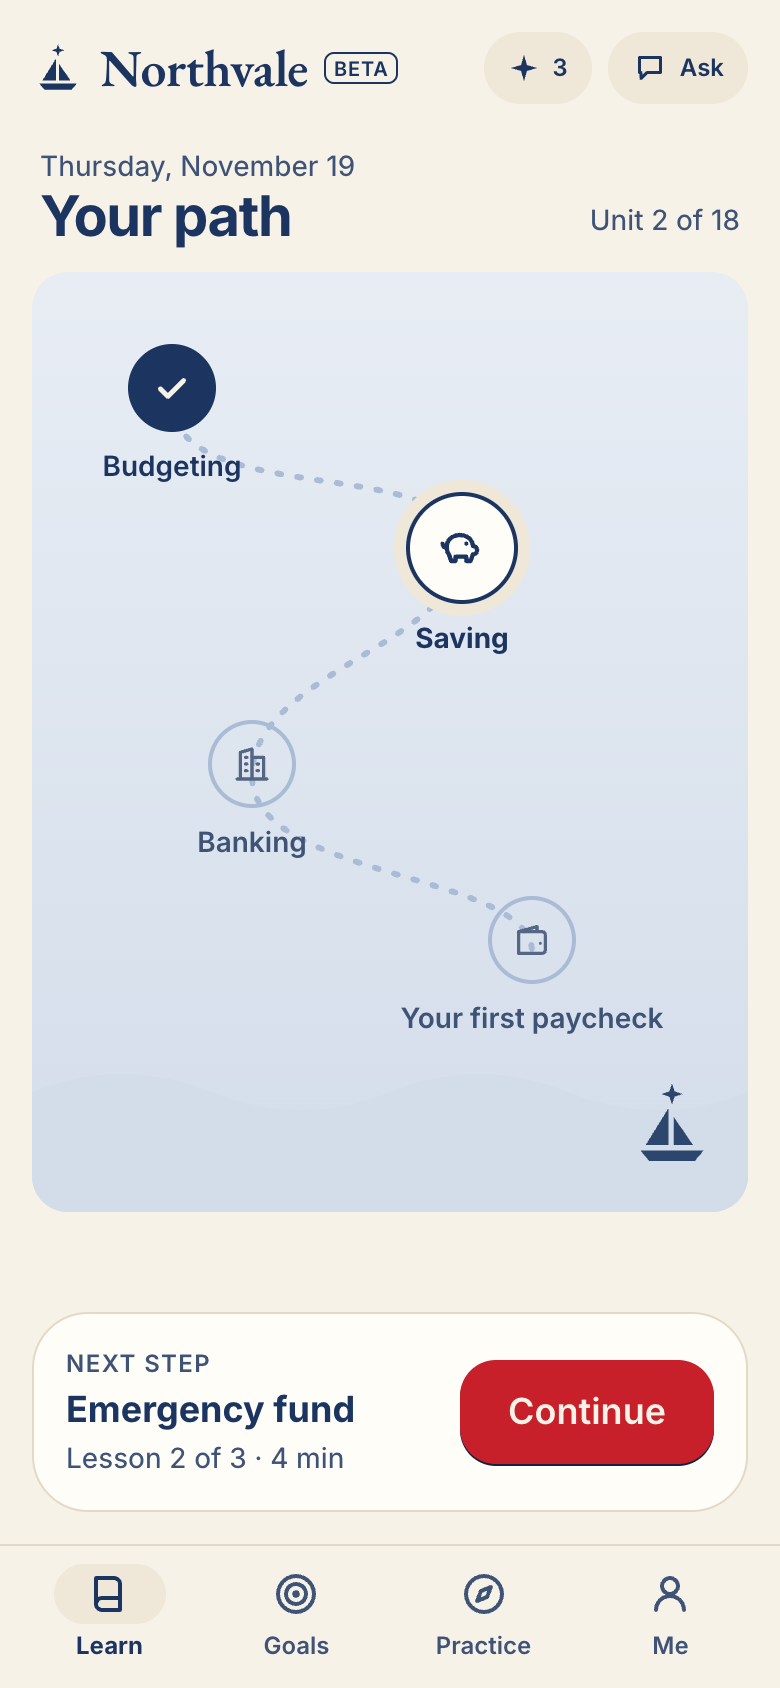 Northvale BETA
3
Ask
Thursday, November 19
Your path
Unit 2 of 18
Budgeting
Saving
Banking
Your first paycheck
NEXT STEP
Emergency fund
Lesson 2 of 3 · 4 min
Continue
Learn
Goals
Practice
Me